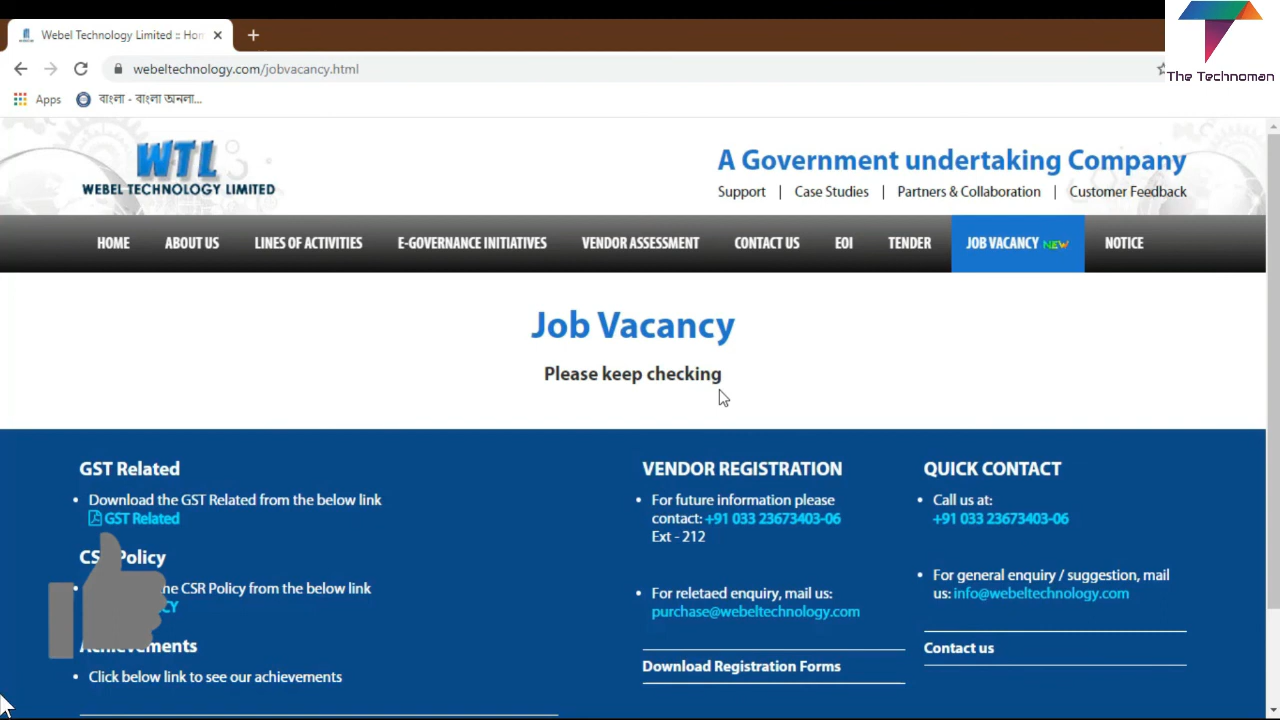 Webel Technology Limited :: Hom
webeltechnology.com/jobvacancy.html
The Technoman
Apps
বাংলা - বাংলা অনলা...
WTL
WEBEL TECHNOLOGY LIMITED
A Government undertaking Company
Support | Case Studies | Partners & Collaboration | Customer Feedback
HOME ABOUT US LINES OF ACTIVITIES E-GOVERNANCE INITIATIVES VENDOR ASSESSMENT CONTACT US EOI TENDER JOB VACANCY NEW NOTICE
Job Vacancy
Please keep checking
GST Related
Download the GST Related from the below link
GST Related
Policy
the CSR Policy from the below link
Click below link to see our achievements
VENDOR REGISTRATION
For future information please
contact: +91 033 23673403-06
Ext - 212
For reletaed enquiry, mail us:
purchase@webeltechnology.com
Download Registration Forms
QUICK CONTACT
Call us at:
+91 033 23673403-06
For general enquiry / suggestion, mail
us: info@webeltechnology.com
Contact us